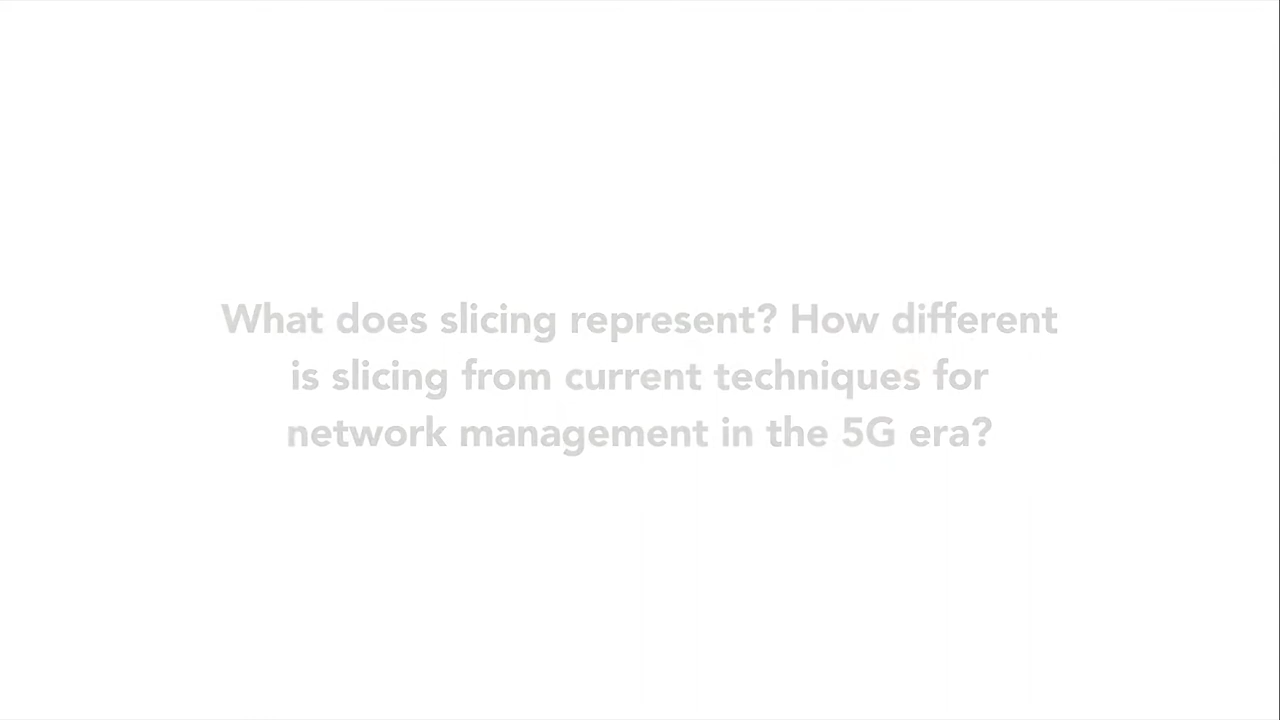 What does slicing represent? How different
is slicing from current techniques for
network management in the 5G era?